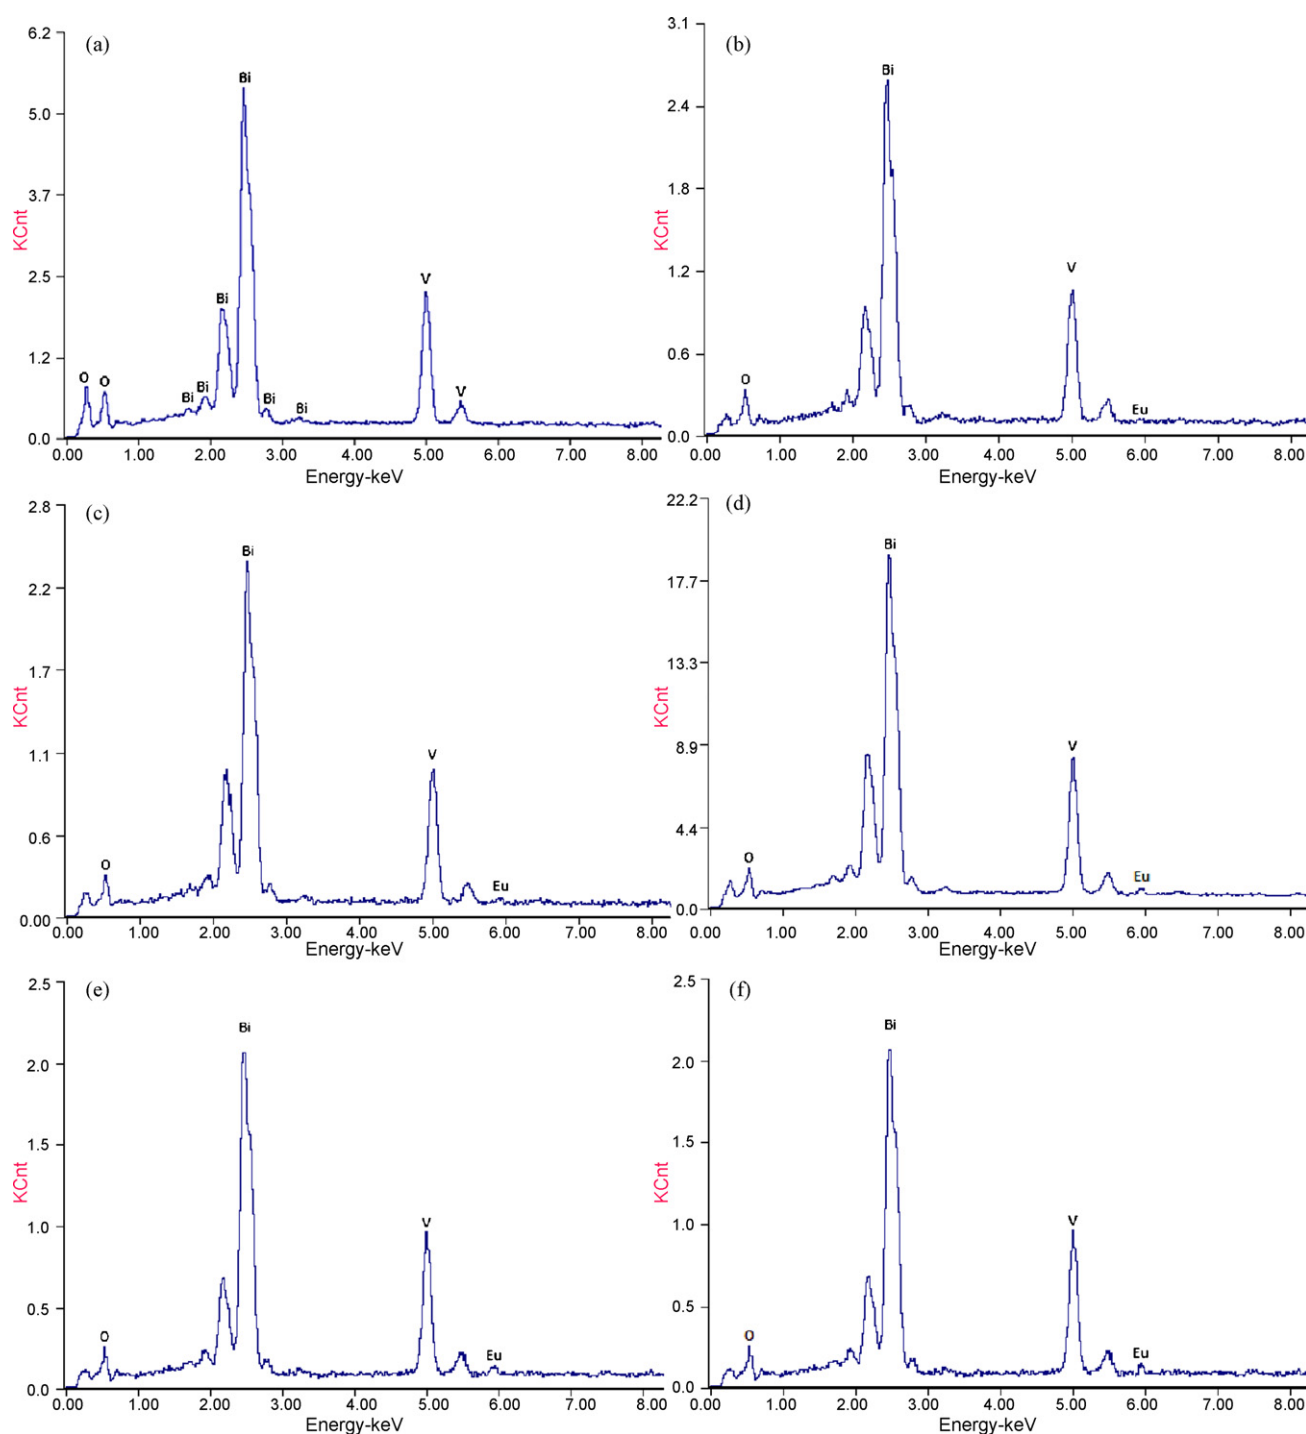 (a)
6.2
5.0
3.7
2.5
1.2
0.0
KCnt
O
O
Bi
Bi
Bi
Bi
Bi
Bi
V
V
0.00 1.00 2.00 3.00 4.00 5.00 6.00 7.00 8.00
Energy-keV
(b)
3.1
2.4
1.8
1.2
0.6
0.0
KCnt
O
Bi
V
Eu
0.00 1.00 2.00 3.00 4.00 5.00 6.00 7.00 8.00
Energy-keV
(c)
2.8
2.2
1.7
1.1
0.6
0.00
KCnt
O
Bi
V
Eu
0.00 1.00 2.00 3.00 4.00 5.00 6.00 7.00 8.00
Energy-keV
(d)
22.2
17.7
13.3
8.9
4.4
0.0
KCnt
O
Bi
V
Eu
0.00 1.00 2.00 3.00 4.00 5.00 6.00 7.00 8.00
Energy-keV
(e)
2.5
2.0
1.5
1.0
0.5
0.0
KCnt
O
Bi
V
Eu
0.00 1.00 2.00 3.00 4.00 5.00 6.00 7.00 8.00
Energy-keV
(f)
2.5
2.0
1.5
1.0
0.5
0.0
KCnt
O
Bi
V
Eu
0.00 1.00 2.00 3.00 4.00 5.00 6.00 7.00 8.00
Energy-keV